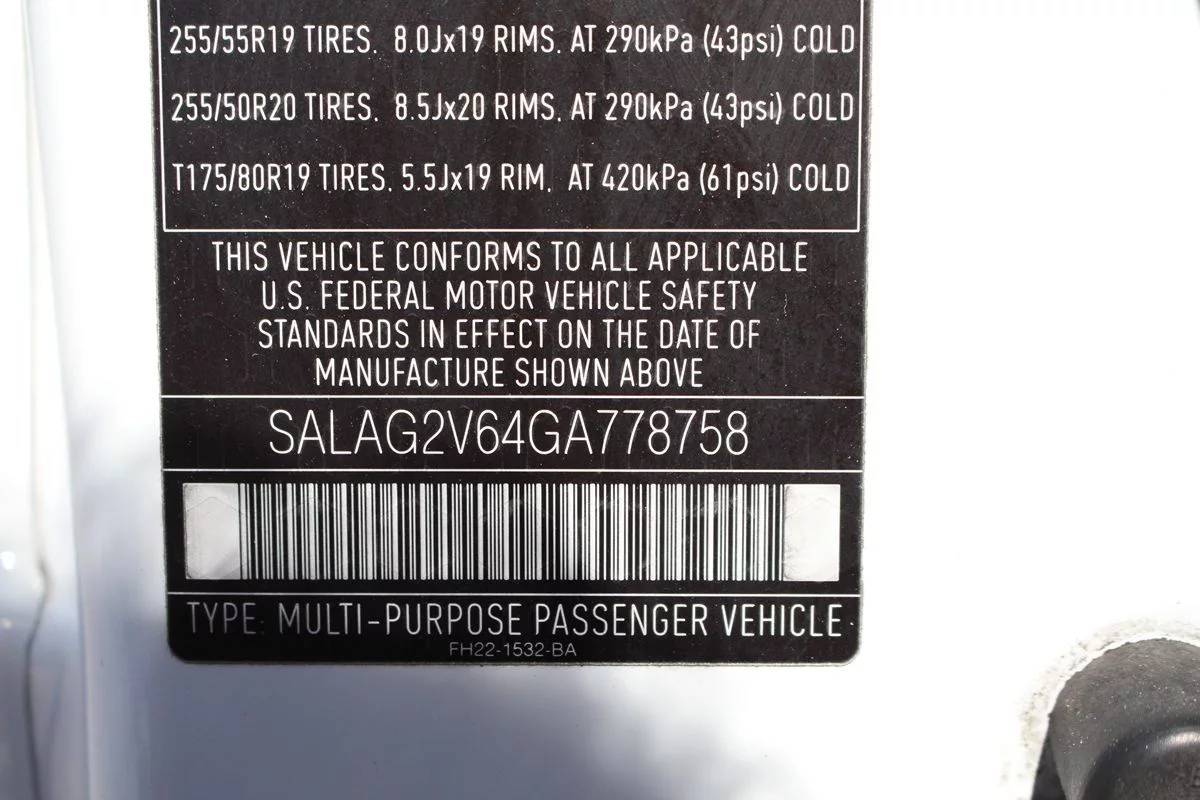 255/55R19 TIRES. 8.0Jx19 RIMS. AT 290kPa (43psi) COLD
255/50R20 TIRES. 8.5Jx20 RIMS. AT 290kPa (43psi) COLD
T175/80R19 TIRES. 5.5Jx19 RIM. AT 420kPa (61psi) COLD
THIS VEHICLE CONFORMS TO ALL APPLICABLE
U.S. FEDERAL MOTOR VEHICLE SAFETY
STANDARDS IN EFFECT ON THE DATE OF
MANUFACTURE SHOWN ABOVE
SALAG2V64GA778758
TYPE: MULTI-PURPOSE PASSENGER VEHICLE
FH22-1532-BA